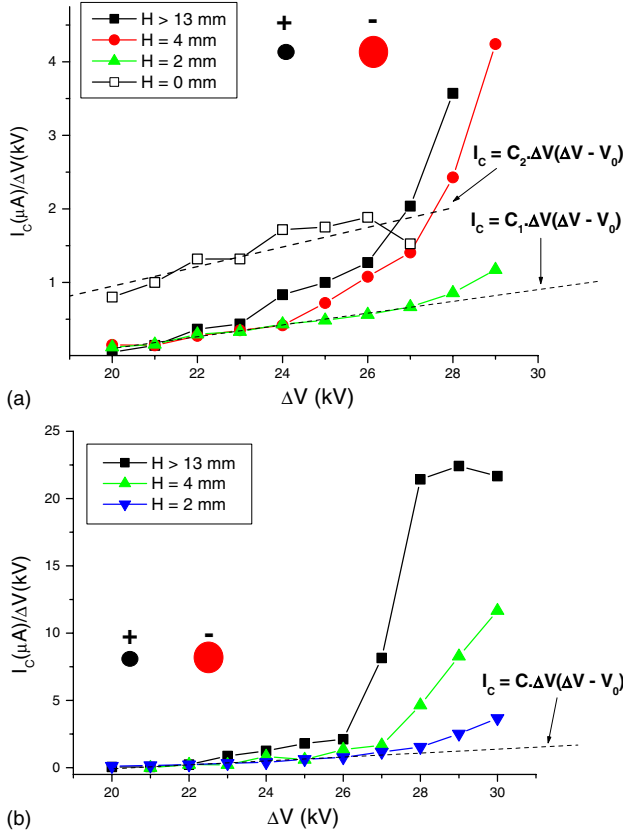 H > 13 mm
H = 4 mm
H = 2 mm
H = 0 mm
+ -
I_C(μA)/ΔV(kV)
4
3
2
1
0
I_C = C_2.ΔV(ΔV - V_0)
I_C = C_1.ΔV(ΔV - V_0)
20 22 24 26 28 30
(a)
ΔV (kV)
H > 13 mm
H = 4 mm
H = 2 mm
+ -
I_C(μA)/ΔV(kV)
25
20
15
10
5
0
I_C = C.ΔV(ΔV - V_0)
20 22 24 26 28 30
(b)
ΔV (kV)